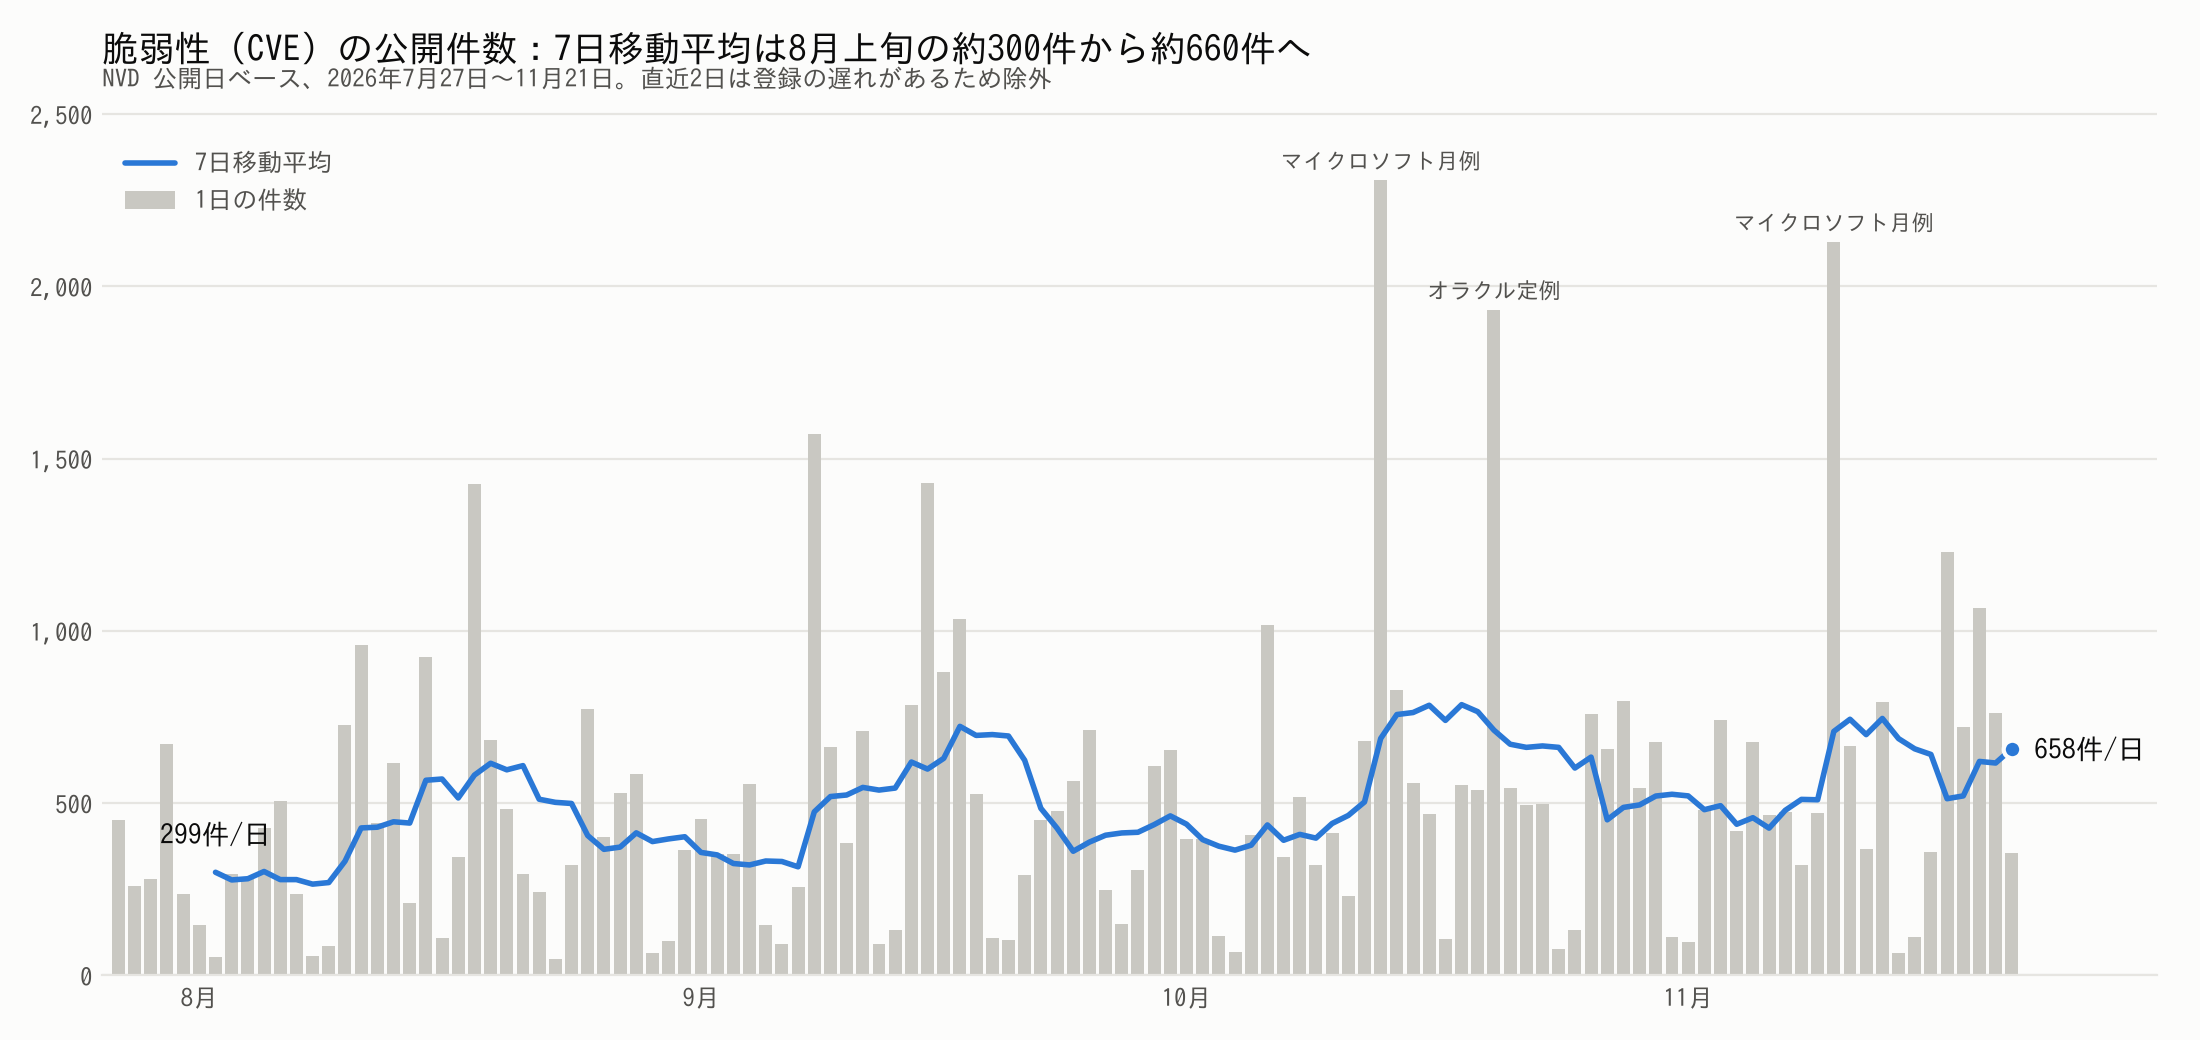 脆弱性（CVE）の公開件数：7日移動平均は8月上旬の約300件から約660件へ
NVD 公開日ベース、2026年7月27日～11月21日。直近2日は登録の遅れがあるため除外
2,500
7日移動平均
1日の件数
マイクロソフト月例
マイクロソフト月例
2,000
オラクル定例
1,500
1,000
658件/日
500
299件/日
0
8月
9月
10月
11月